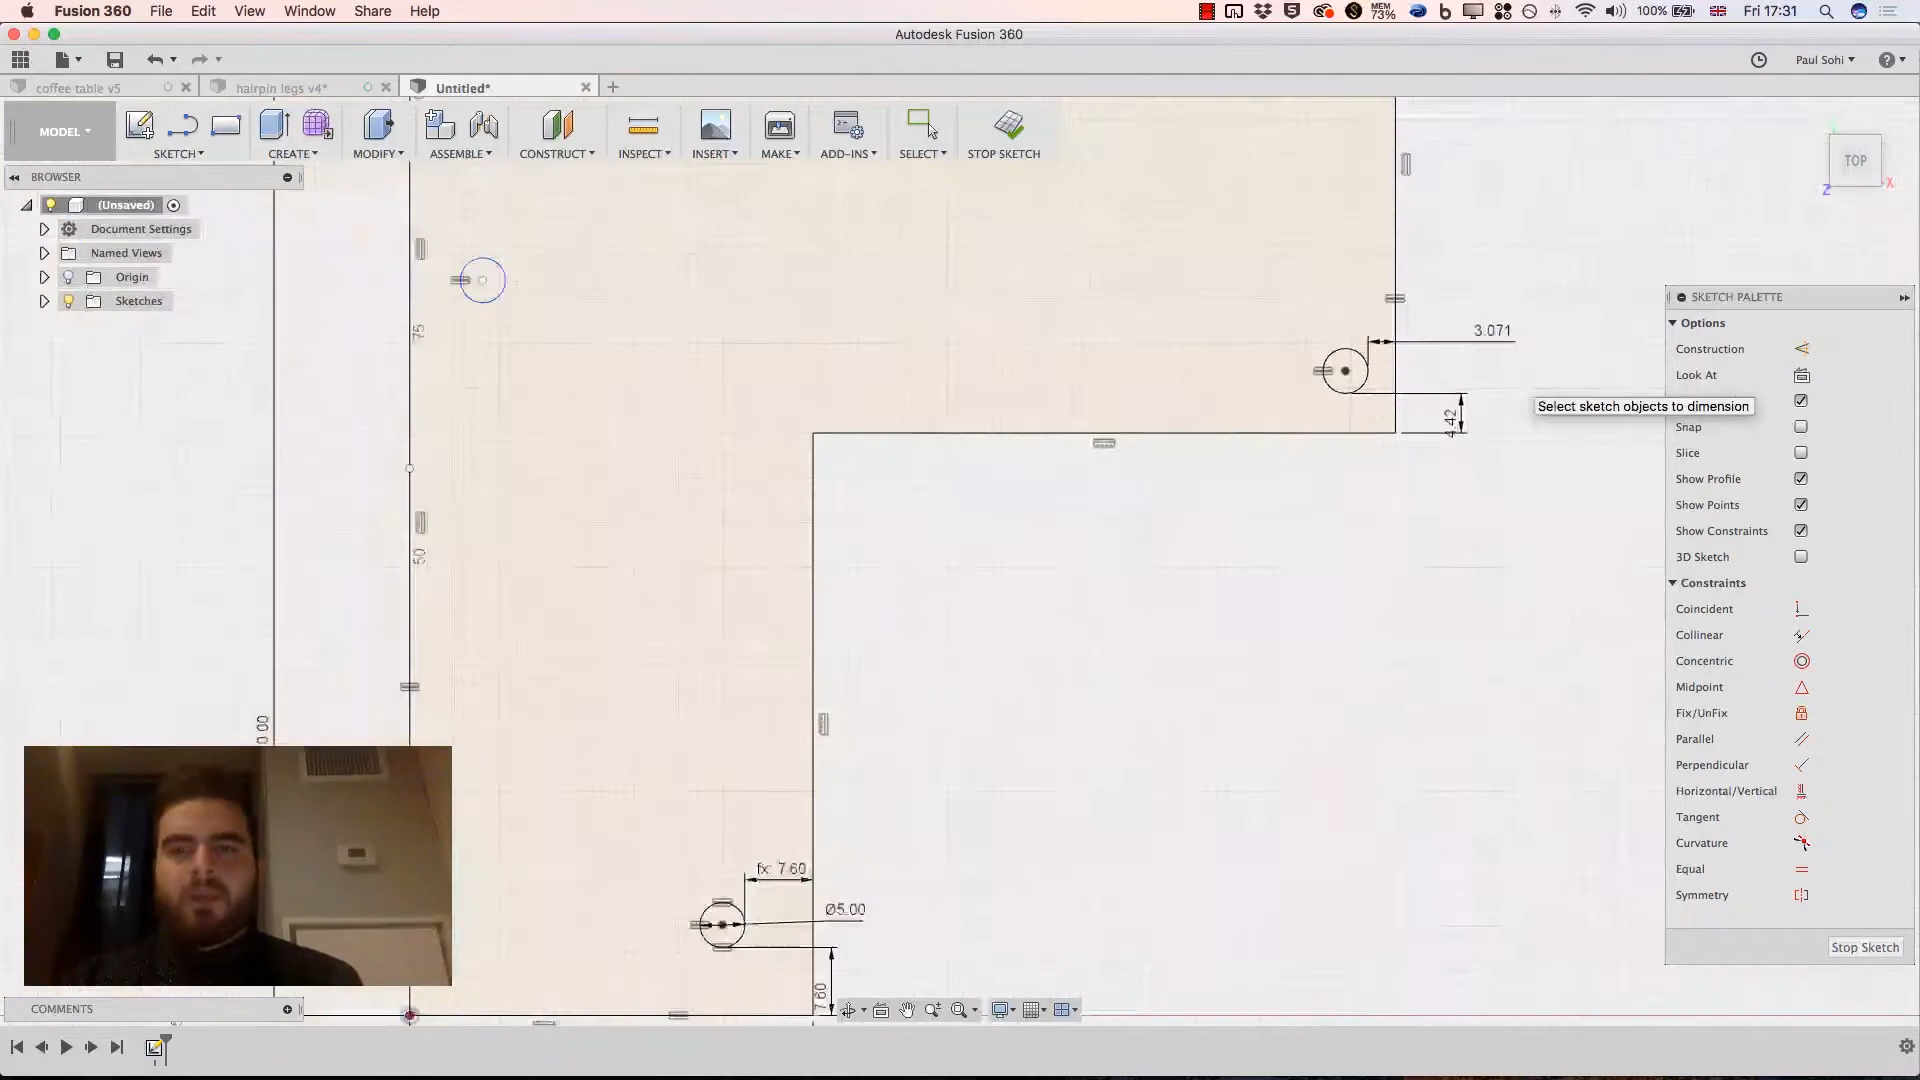 Fusion 360 File Edit View Window Share Help
MEM 73% 100% Fri 17:31
Autodesk Fusion 360
Paul Sohi
coffee table v5
hairpin legs v4*
Untitled*
MODEL
SKETCH
CREATE
MODIFY
ASSEMBLE
CONSTRUCT
INSPECT
INSERT
MAKE
ADD-INS
SELECT
STOP SKETCH
TOP
Z
X
BROWSER
(Unsaved)
Document Settings
Named Views
Origin
Sketches
75
50
0.00
3.071
4.42
Select sketch objects to dimension
fx: 7.60
Ø5.00
7.60
SKETCH PALETTE
Options
Construction
Look At
Snap
Slice
Show Profile
Show Points
Show Constraints
3D Sketch
Constraints
Coincident
Collinear
Concentric
Midpoint
Fix/UnFix
Parallel
Perpendicular
Horizontal/Vertical
Tangent
Curvature
Equal
Symmetry
Stop Sketch
COMMENTS